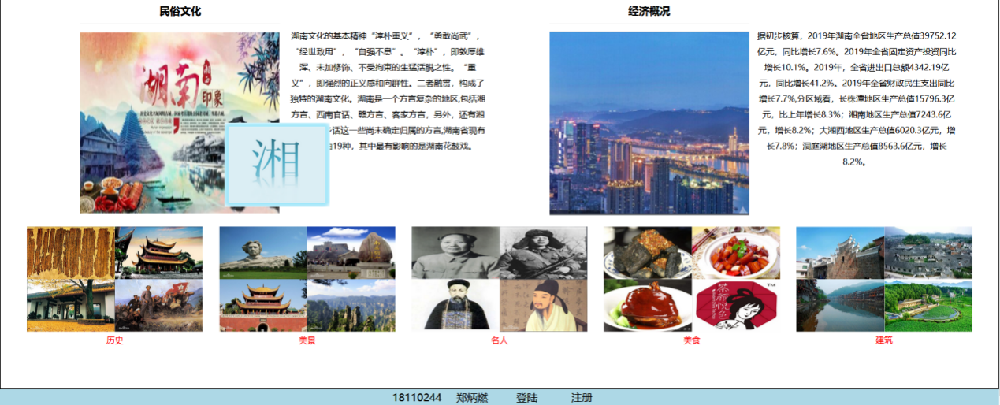 民俗文化
湖南文化的基本精神“淳朴重义”，“勇敢尚武”，
“经世致用”，“自强不息”。“淳朴”，即敦厚雄
浑、未加修饰、不受拘束的生猛活脱之性。“重
义”，即强烈的正义感和向群性。二者融贯，构成了
独特的湖南文化。湖南是一个方言复杂的地区,包括湘
方言、西南官话、赣方言、客家方言，另外，还有湘
话这一些尚未确定归属的方言,湖南省现有
19种，其中最有影响的是湖南花鼓戏。
湖南
印象
湘
经济概况
据初步核算，2019年湖南全省地区生产总值39752.12
亿元，同比增长7.6%。2019年全省固定资产投资同比
增长10.1%。2019年，全省进出口总额4342.19亿
元，同比增长41.2%。2019年全省财政民生支出同比
增长7.7%,分区域看，长株潭地区生产总值15796.3亿
元，比上年增长8.3%；湘南地区生产总值7243.6亿
元，增长8.2%；大湘西地区生产总值6020.3亿元，增
长7.8%；洞庭湖地区生产总值8563.6亿元，增长
8.2%。
茶颜悦色
TM
历史
美景
名人
美食
建筑
18110244 郑炳燃 登陆 注册